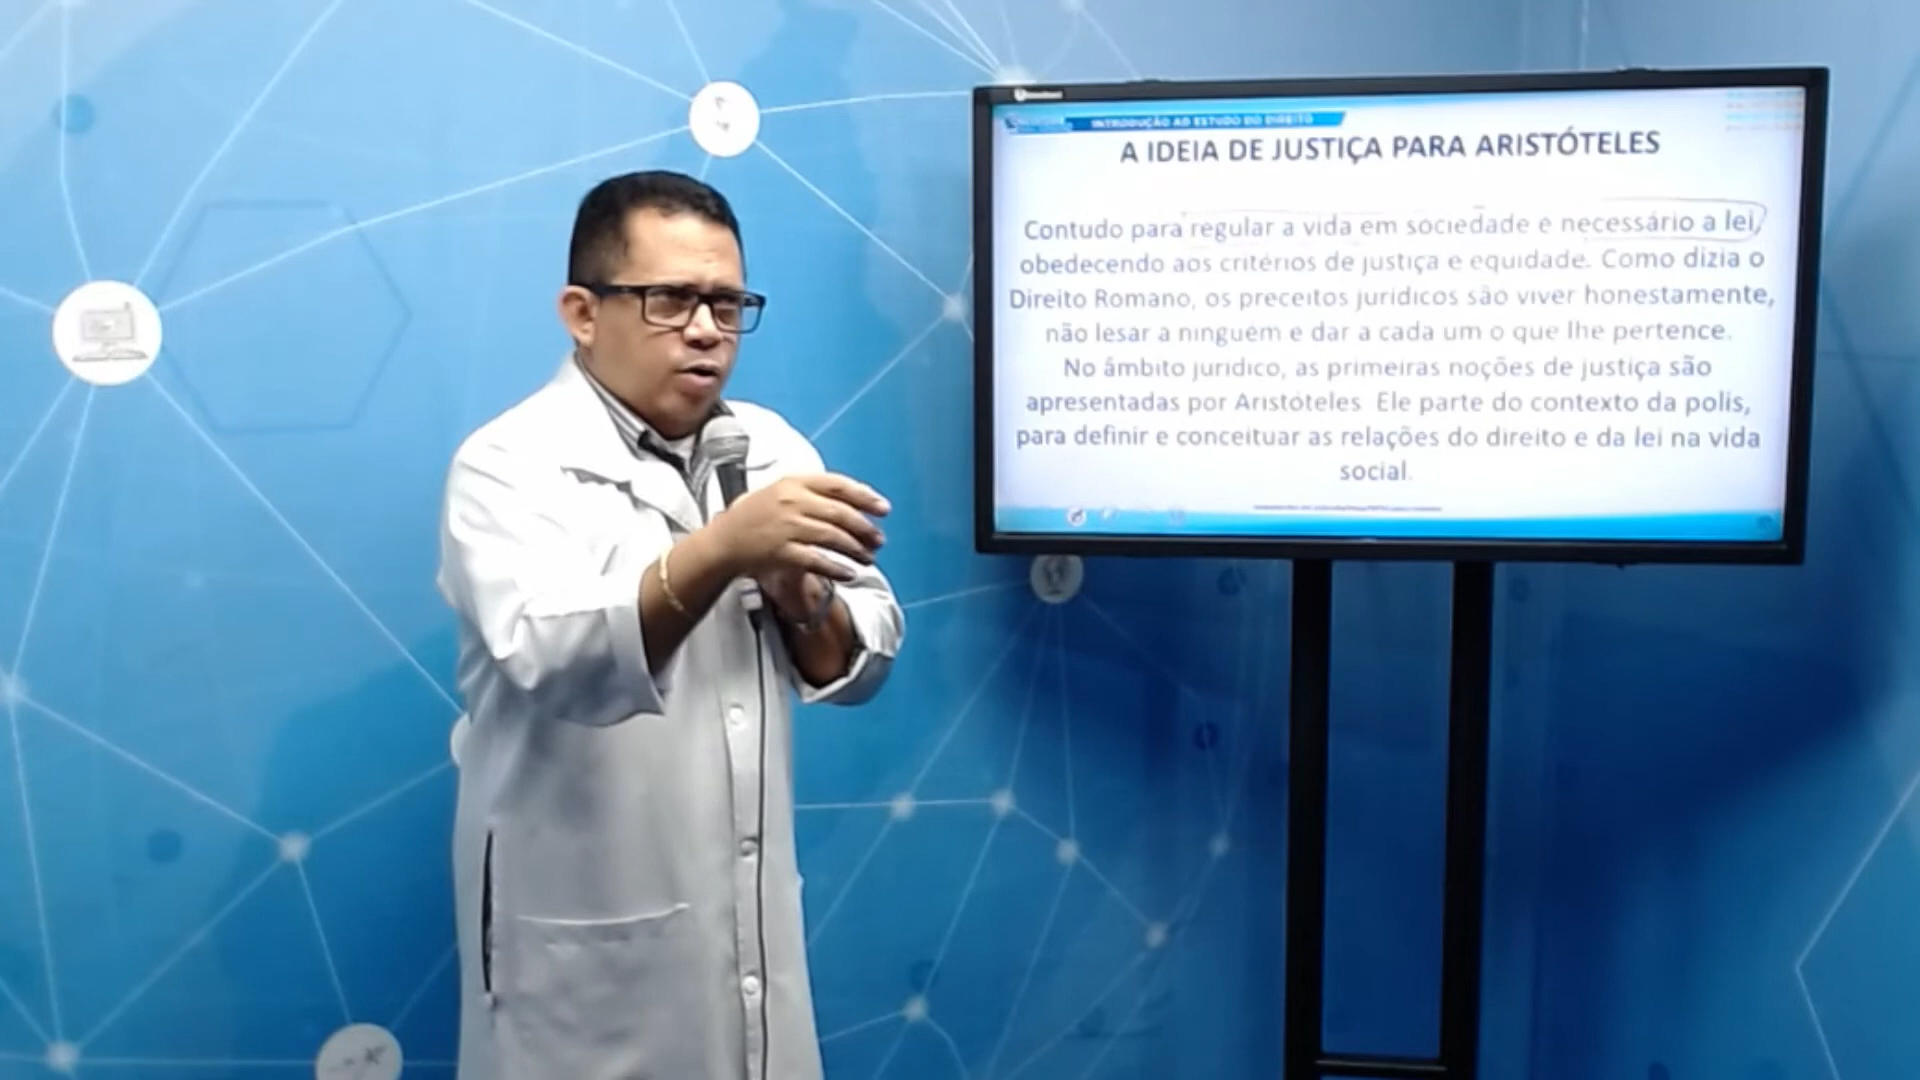 INTRODUÇÃO AO ESTUDO DO DIREITO
A IDEIA DE JUSTIÇA PARA ARISTÓTELES
Contudo para regular a vida em sociedade e necessário a lei,
obedecendo aos critérios de justiça e equidade. Como dizia o
Direito Romano, os preceitos jurídicos são viver honestamente,
não lesar a ninguém e dar a cada um o que lhe pertence.
No âmbito jurídico, as primeiras noções de justiça são
apresentadas por Aristóteles. Ele parte do contexto da polis,
para definir e conceituar as relações do direito e da lei na vida
social.